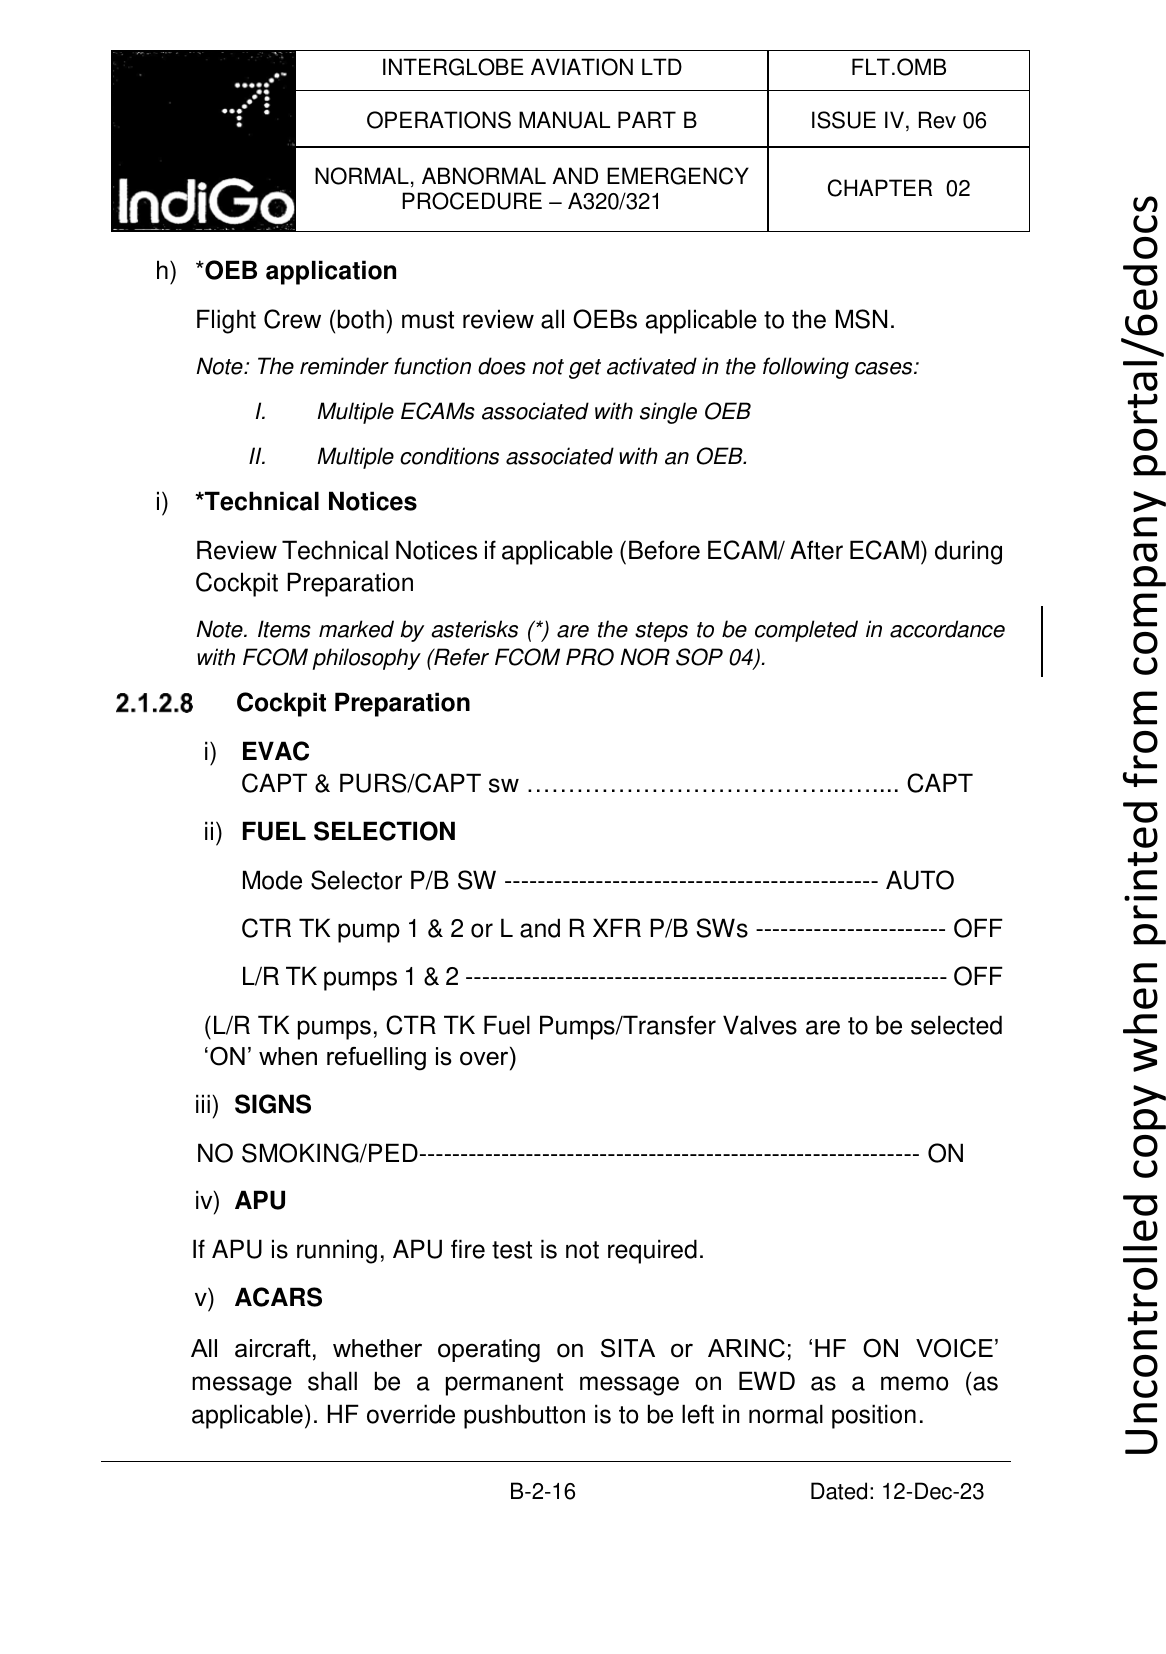 IndiGo
INTERGLOBE AVIATION LTD
FLT.OMB
OPERATIONS MANUAL PART B
ISSUE IV, Rev 06
NORMAL, ABNORMAL AND EMERGENCY
PROCEDURE – A320/321
CHAPTER 02
h) *OEB application
Flight Crew (both) must review all OEBs applicable to the MSN.
Note: The reminder function does not get activated in the following cases:
I. Multiple ECAMs associated with single OEB
II. Multiple conditions associated with an OEB.
i) *Technical Notices
Review Technical Notices if applicable (Before ECAM/ After ECAM) during
Cockpit Preparation
Note. Items marked by asterisks (*) are the steps to be completed in accordance
with FCOM philosophy (Refer FCOM PRO NOR SOP 04).
2.1.2.8 Cockpit Preparation
i) EVAC
CAPT & PURS/CAPT sw ………………………………...….... CAPT
ii) FUEL SELECTION
Mode Selector P/B SW --------------------------------------------- AUTO
CTR TK pump 1 & 2 or L and R XFR P/B SWs ----------------------- OFF
L/R TK pumps 1 & 2 ---------------------------------------------------------- OFF
(L/R TK pumps, CTR TK Fuel Pumps/Transfer Valves are to be selected
‘ON’ when refuelling is over)
iii) SIGNS
NO SMOKING/PED------------------------------------------------------------ ON
iv) APU
If APU is running, APU fire test is not required.
v) ACARS
All aircraft, whether operating on SITA or ARINC; ‘HF ON VOICE’
message shall be a permanent message on EWD as a memo (as
applicable). HF override pushbutton is to be left in normal position.
B-2-16
Dated: 12-Dec-23
Uncontrolled copy when printed from company portal/6edocs